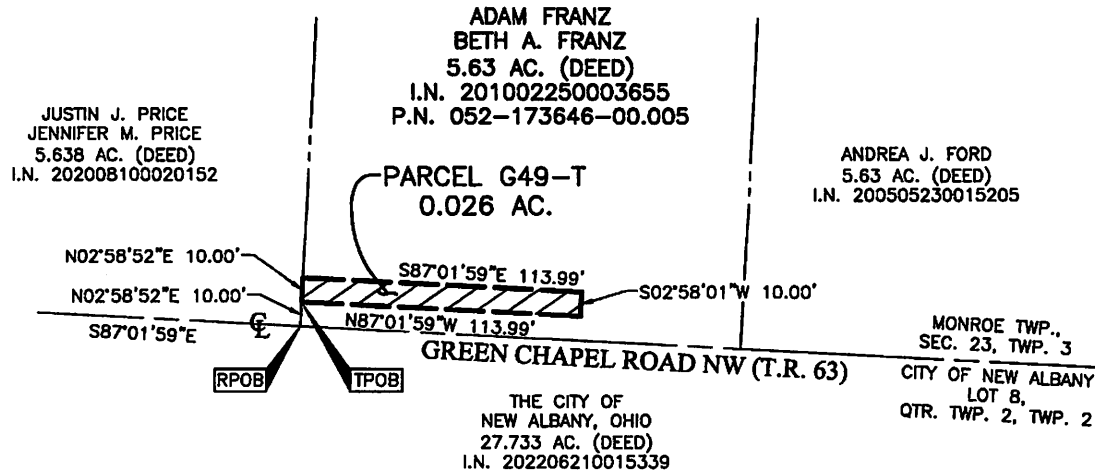 ADAM FRANZ
BETH A. FRANZ
5.63 AC. (DEED)
I.N. 201002250003655
P.N. 052-173646-00.005
JUSTIN J. PRICE
JENNIFER M. PRICE
5.638 AC. (DEED)
I.N. 202008100020152
ANDREA J. FORD
5.63 AC. (DEED)
I.N. 200505230015205
PARCEL G49-T
0.026 AC.
N02°58'52"E 10.00'
S87°01'59"E 113.99'
S02°58'01"W 10.00'
N02°58'52"E 10.00'
N87°01'59"W 113.99'
S87°01'59"E
℄
GREEN CHAPEL ROAD NW (T.R. 63)
MONROE TWP.,
SEC. 23, TWP. 3
CITY OF NEW ALBANY
LOT 8,
QTR. TWP. 2, TWP. 2
RPOB
TPOB
THE CITY OF
NEW ALBANY, OHIO
27.733 AC. (DEED)
I.N. 202206210015339